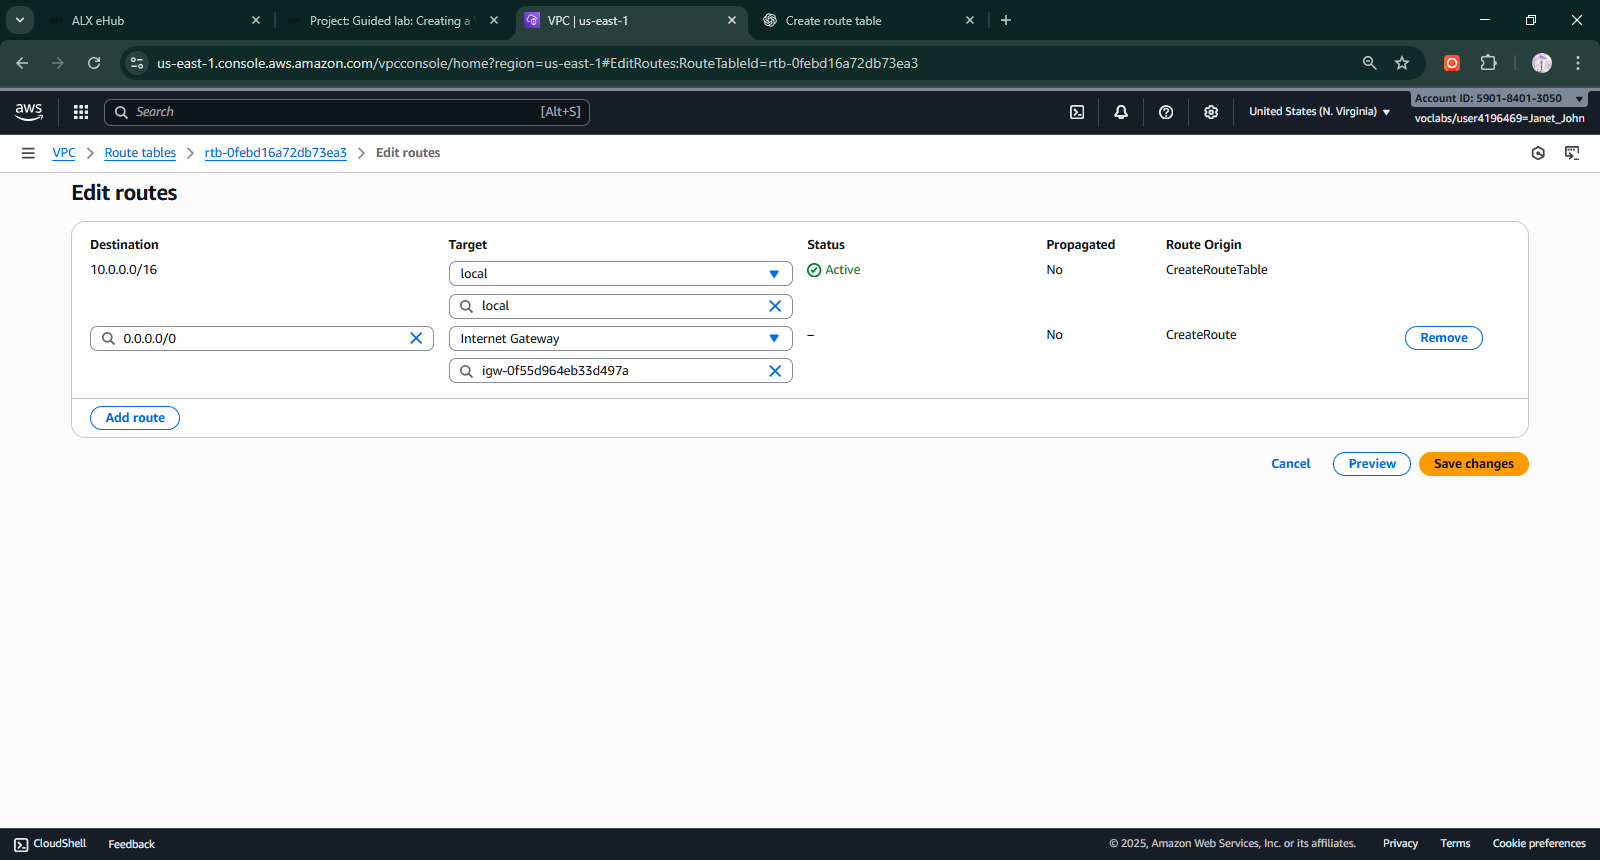 ALX eHub
Project: Guided lab: Creating a
VPC | us-east-1
Create route table
us-east-1.console.aws.amazon.com/vpcconsole/home?region=us-east-1#EditRoutes:RouteTableId=rtb-0febd16a72db73ea3
aws
Search
[Alt+S]
United States (N. Virginia)
Account ID: 5901-8401-3050
voclabs/user4196469=Janet_John
VPC
Route tables
rtb-0febd16a72db73ea3
Edit routes
Edit routes
Destination Target Status Propagated Route Origin
10.0.0.0/16 local Active No CreateRouteTable
local
0.0.0.0/0 Internet Gateway – No CreateRoute Remove
igw-0f55d964eb33d497a
Add route
Cancel Preview Save changes
CloudShell Feedback © 2025, Amazon Web Services, Inc. or its affiliates. Privacy Terms Cookie preferences